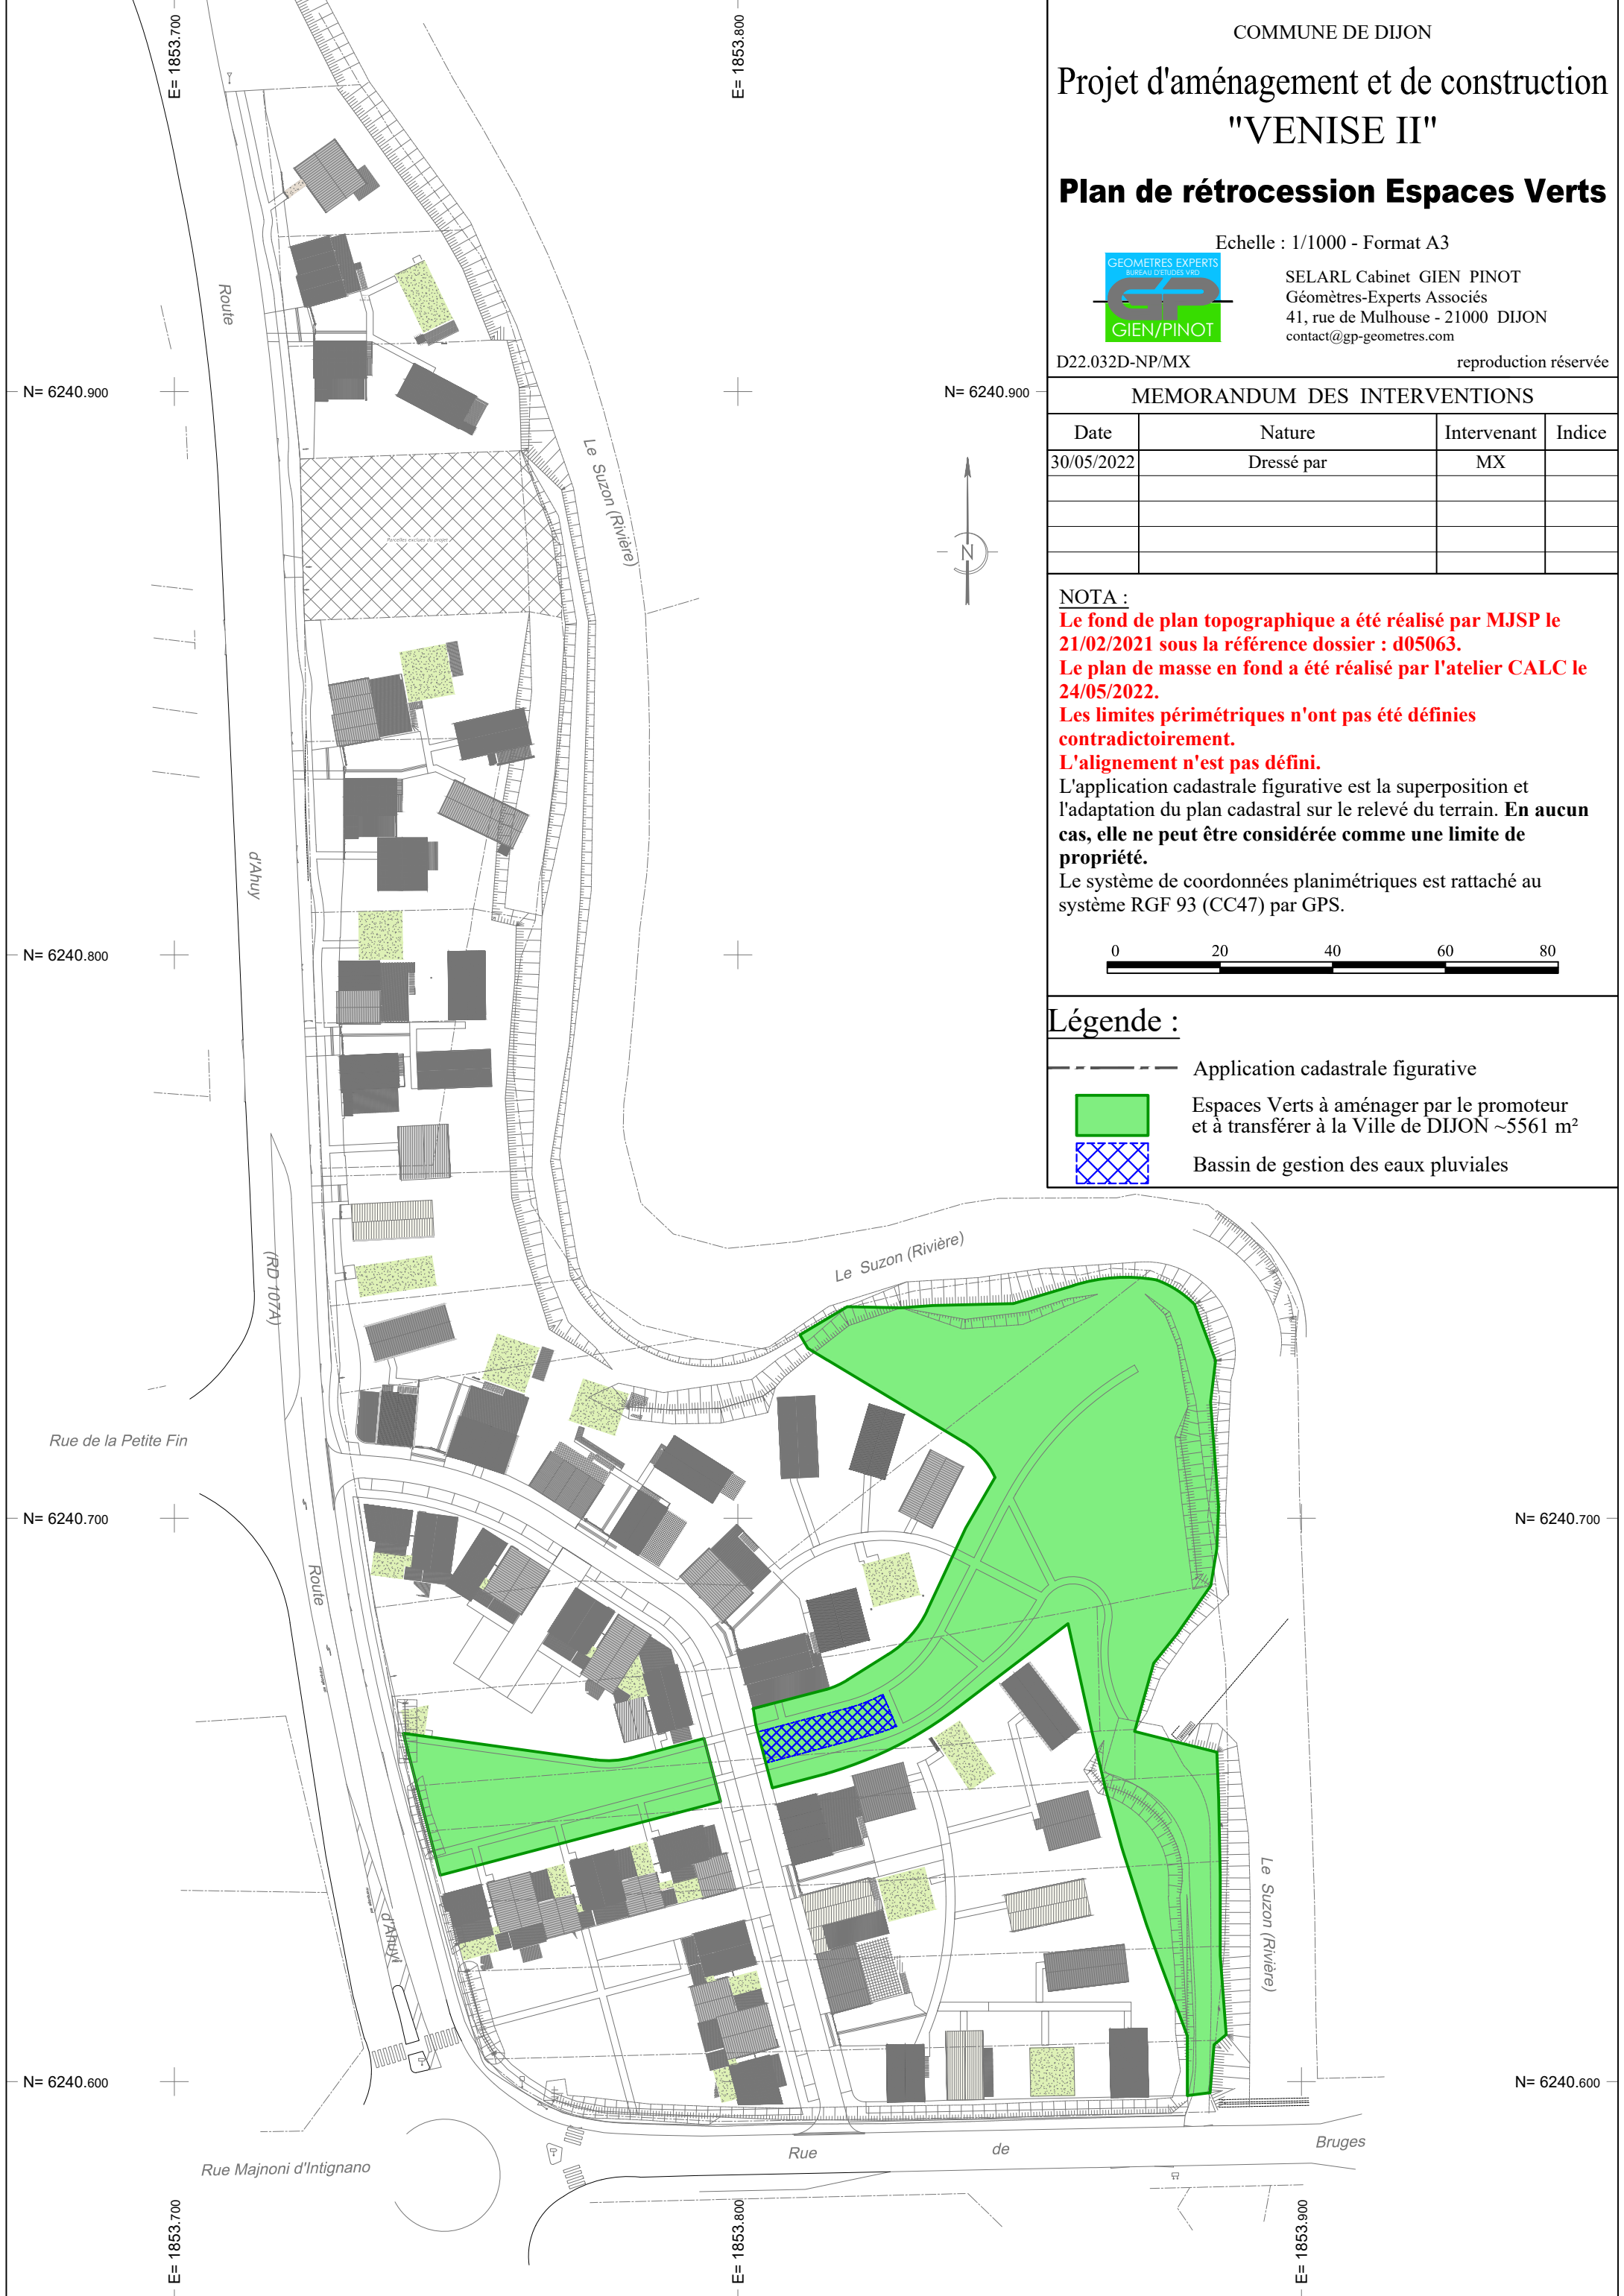 COMMUNE DE DIJON
Projet d'aménagement et de construction
"VENISE II"
Plan de rétrocession Espaces Verts
Echelle : 1/1000 - Format A3
GEOMETRES EXPERTS
BUREAU D'ETUDES VRD
GP
GIEN/PINOT
SELARL Cabinet GIEN PINOT
Géomètres-Experts Associés
41, rue de Mulhouse - 21000 DIJON
contact@gp-geometres.com
D22.032D-NP/MX
reproduction réservée
MEMORANDUM DES INTERVENTIONS
Date Nature Intervenant Indice
30/05/2022 Dressé par MX
NOTA :
Le fond de plan topographique a été réalisé par MJSP le
21/02/2021 sous la référence dossier : d05063.
Le plan de masse en fond a été réalisé par l'atelier CALC le
24/05/2022.
Les limites périmétriques n'ont pas été définies
contradictoirement.
L'alignement n'est pas défini.
L'application cadastrale figurative est la superposition et
l'adaptation du plan cadastral sur le relevé du terrain. En aucun
cas, elle ne peut être considérée comme une limite de
propriété.
Le système de coordonnées planimétriques est rattaché au
système RGF 93 (CC47) par GPS.
0 20 40 60 80
Légende :
Application cadastrale figurative
Espaces Verts à aménager par le promoteur
et à transférer à la Ville de DIJON ~5561 m²
Bassin de gestion des eaux pluviales
E= 1853.700
E= 1853.800
Route
N= 6240.900
N= 6240.900
Le Suzon (Rivière)
Parcelles exclues du projet
N
d'Ahuy
N= 6240.800
(RD 107A)
Le Suzon (Rivière)
Rue de la Petite Fin
N= 6240.700
N= 6240.700
Route
d'Ahuy
Le Suzon (Rivière)
N= 6240.600
N= 6240.600
Rue Majnoni d'Intignano
Rue de Bruges
E= 1853.700
E= 1853.800
E= 1853.900